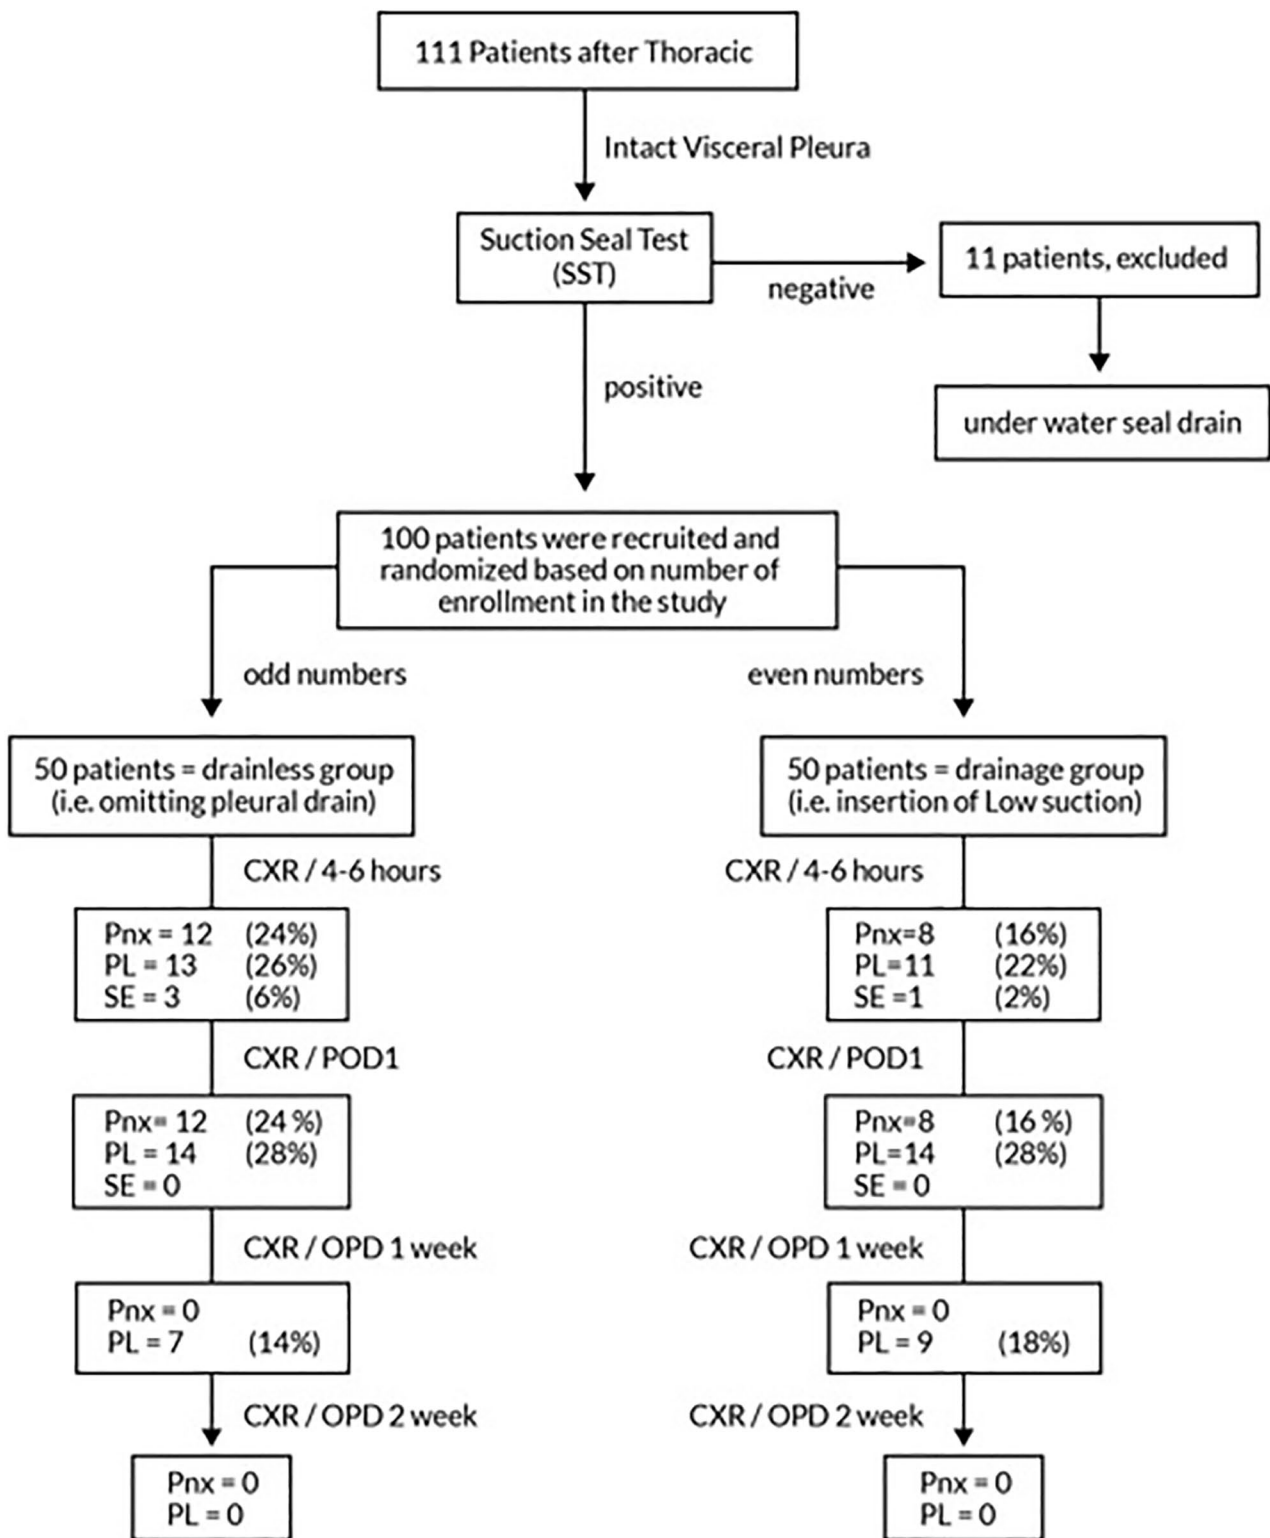 111 Patients after Thoracic
Intact Visceral Pleura
Suction Seal Test
(SST)
negative
11 patients, excluded
under water seal drain
positive
100 patients were recruited and
randomized based on number of
enrollment in the study
odd numbers
even numbers
50 patients = drainless group
(i.e. omitting pleural drain)
50 patients = drainage group
(i.e. insertion of Low suction)
CXR / 4-6 hours
CXR / 4-6 hours
Pnx = 12 (24%)
PL = 13 (26%)
SE = 3 (6%)
Pnx=8 (16%)
PL=11 (22%)
SE =1 (2%)
CXR / POD1
CXR / POD1
Pnx= 12 (24 %)
PL = 14 (28%)
SE = 0
Pnx=8 (16 %)
PL=14 (28%)
SE = 0
CXR / OPD 1 week
CXR / OPD 1 week
Pnx = 0
PL = 7 (14%)
Pnx = 0
PL = 9 (18%)
CXR / OPD 2 week
CXR / OPD 2 week
Pnx = 0
PL = 0
Pnx = 0
PL = 0